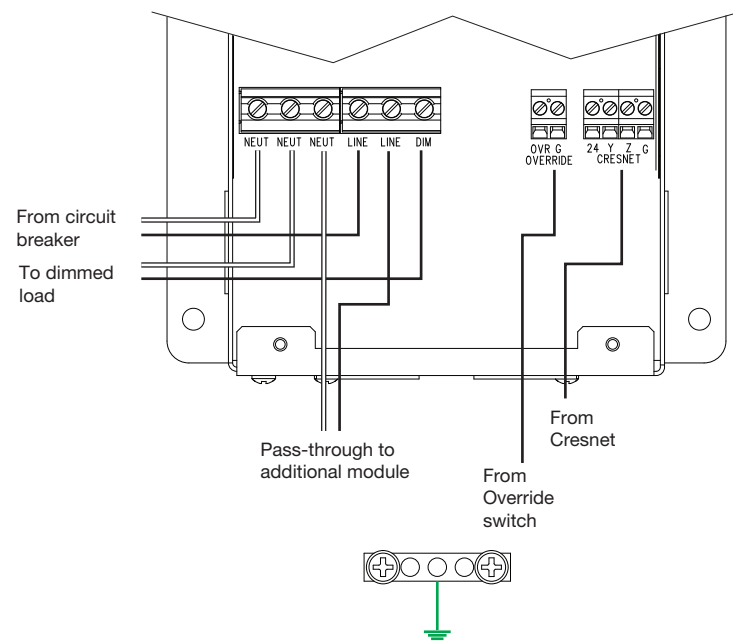 NEUT NEUT NEUT LINE LINE DIM
OVR G
OVERRIDE
24 Y Z G
CRESNET
From circuit
breaker
To dimmed
load
Pass-through to
additional module
From
Cresnet
From
Override
switch